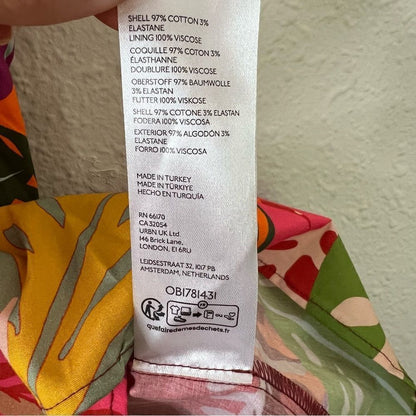 SHELL 97% COTTON 3%
ELASTANE
LINING 100% VISCOSE
COQUILLE 97% COTON 3%
ÉLASTHANNE
DOUBLURE 100% VISCOSE
OBERSTOFF 97% BAUMWOLLE
3% ELASTAN
FUTTER 100% VISKOSE
SHELL 97% COTONE 3% ELASTAN
FODERA 100% VISCOSA
EXTERIOR 97% ALGODÓN 3%
ELASTANE
FORRO 100% VISCOSA
MADE IN TURKEY
MADE IN TÜRKIYE
HECHO EN TURQUÍA
RN 66170
CA 32054
URBN UK Ltd
146 Brick Lane,
LONDON, E1 6RU
LEIDSESTRAAT 32, 1017 PB
AMSTERDAM, NETHERLANDS
OB1781431
FR
OU
quefairedemesdechets.fr